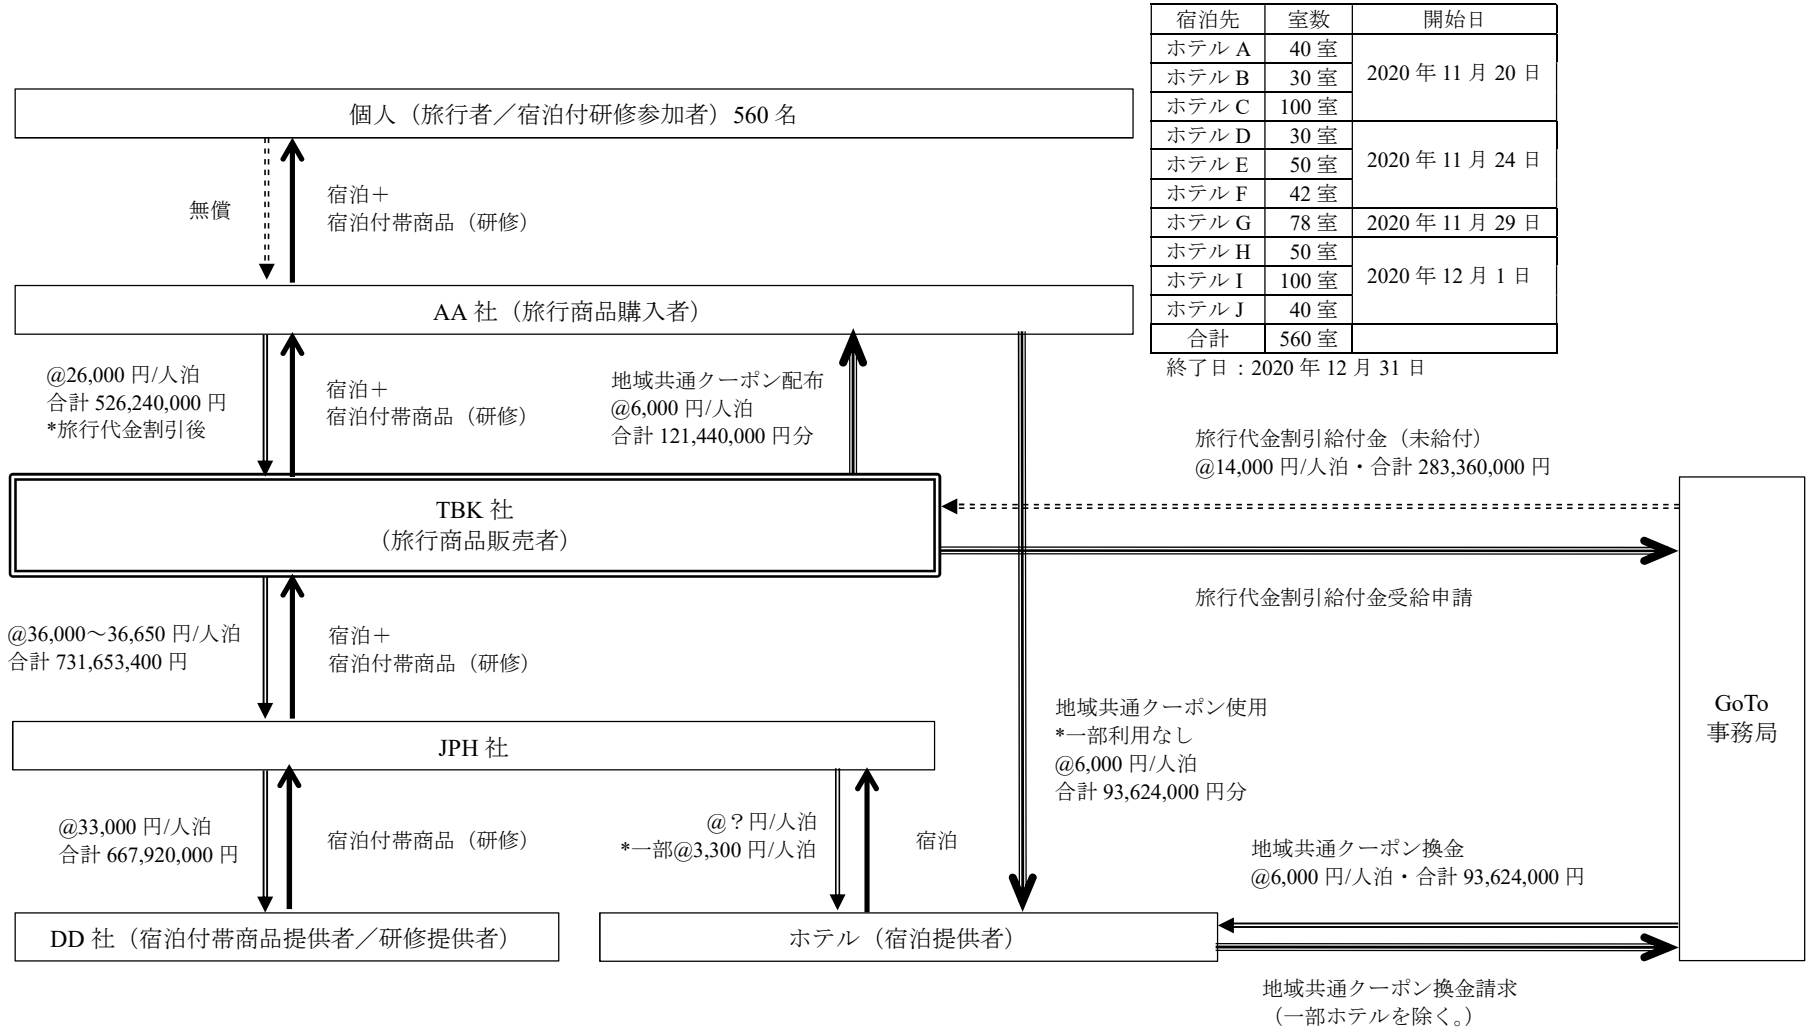 宿泊先 室数 開始日
ホテル A 40 室
ホテル B 30 室
2020 年 11 月 20 日
ホテル C 100 室
ホテル D 30 室
ホテル E 50 室
2020 年 11 月 24 日
ホテル F 42 室
ホテル G 78 室 2020 年 11 月 29 日
ホテル H 50 室
ホテル I 100 室
2020 年 12 月 1 日
ホテル J 40 室
合計 560 室
終了日：2020 年 12 月 31 日
個人（旅行者／宿泊付研修参加者）560 名
無償
宿泊＋
宿泊付帯商品（研修）
AA 社（旅行商品購入者）
@26,000 円/人泊
合計 526,240,000 円
*旅行代金割引後
宿泊＋
宿泊付帯商品（研修）
地域共通クーポン配布
@6,000 円/人泊
合計 121,440,000 円分
旅行代金割引給付金（未給付）
@14,000 円/人泊・合計 283,360,000 円
TBK 社
（旅行商品販売者）
旅行代金割引給付金受給申請
@36,000～36,650 円/人泊
合計 731,653,400 円
宿泊＋
宿泊付帯商品（研修）
地域共通クーポン使用
*一部利用なし
@6,000 円/人泊
合計 93,624,000 円分
GoTo
事務局
JPH 社
@33,000 円/人泊
合計 667,920,000 円
宿泊付帯商品（研修）
@？円/人泊
*一部@3,300 円/人泊
宿泊
地域共通クーポン換金
@6,000 円/人泊・合計 93,624,000 円
DD 社（宿泊付帯商品提供者／研修提供者）
ホテル（宿泊提供者）
地域共通クーポン換金請求
（一部ホテルを除く。）